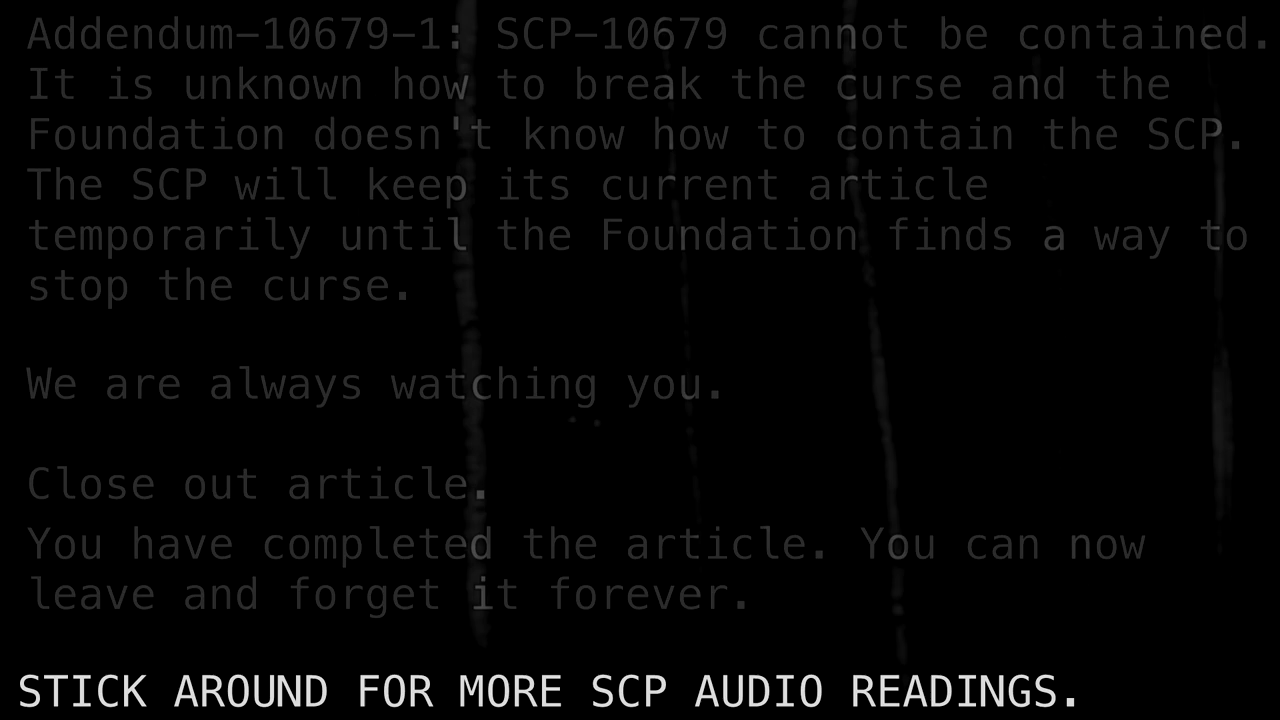 Addendum-10679-1: SCP-10679 cannot be contained.
It is unknown how to break the curse and the
Foundation doesn't know how to contain the SCP.
The SCP will keep its current article
temporarily until the Foundation finds a way to
stop the curse.
We are always watching you.
Close out article.
You have completed the article. You can now
leave and forget it forever.
STICK AROUND FOR MORE SCP AUDIO READINGS.